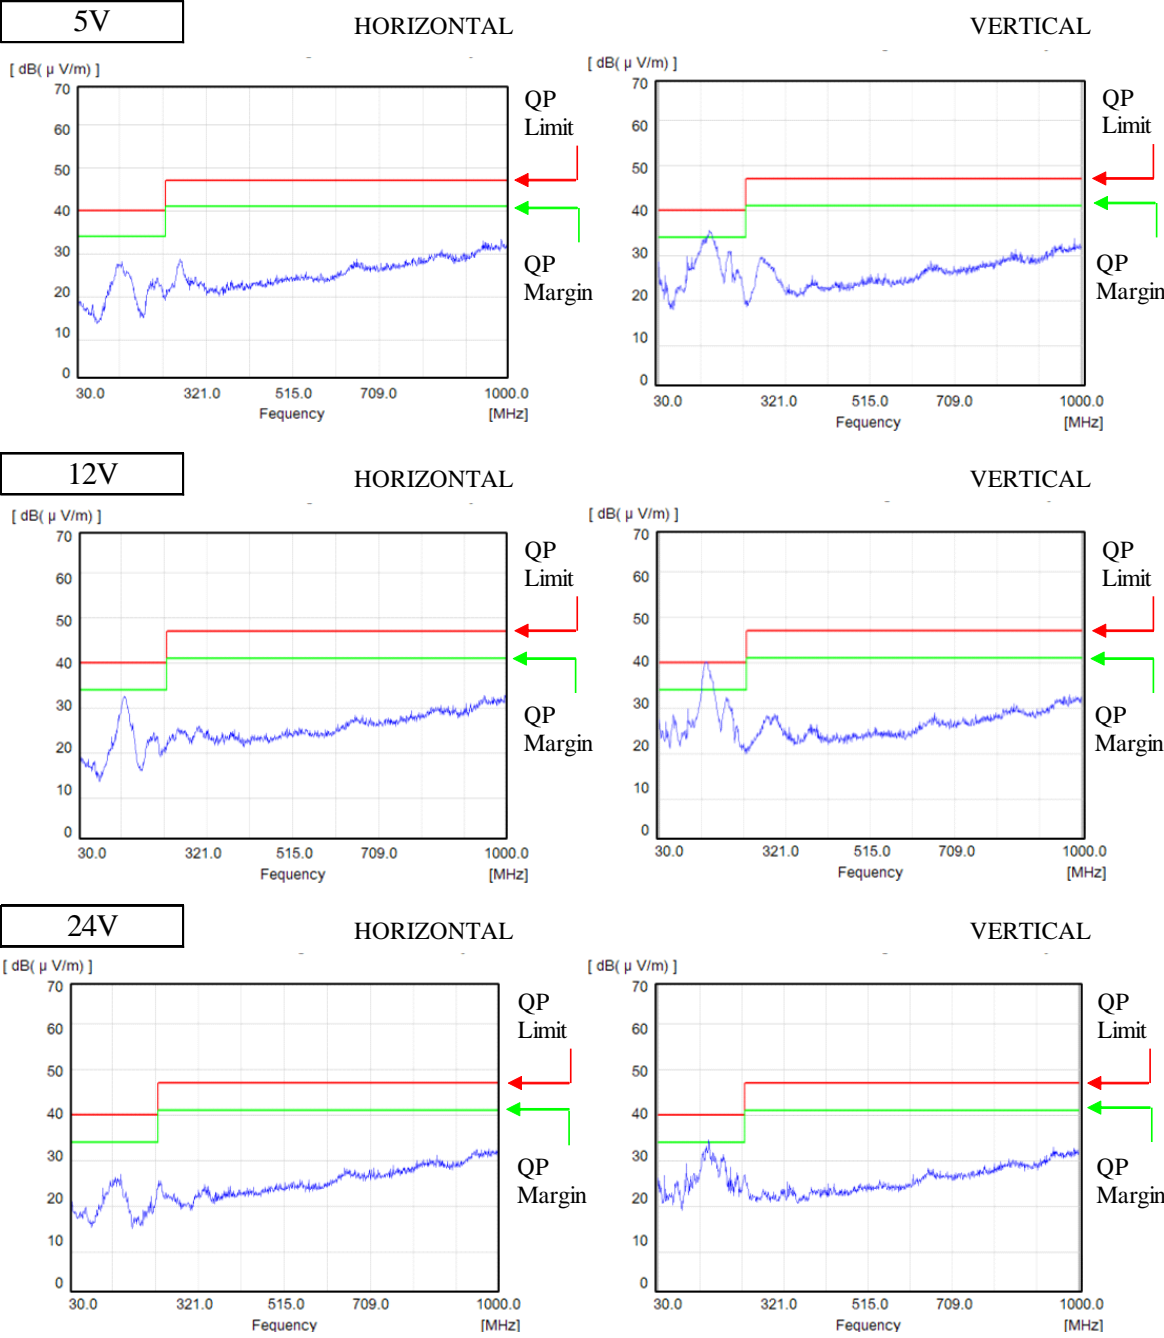 5V
HORIZONTAL
VERTICAL
[ dB( μ V/m) ]
70
60
50
40
30
20
10
0
30.0
321.0
515.0
709.0
1000.0
Fequency
[MHz]
QP
Limit
QP
Margin
[ dB( μ V/m) ]
70
60
50
40
30
20
10
0
30.0
321.0
515.0
709.0
1000.0
Fequency
[MHz]
QP
Limit
QP
Margin
12V
HORIZONTAL
VERTICAL
[ dB( μ V/m) ]
70
60
50
40
30
20
10
0
30.0
321.0
515.0
709.0
1000.0
Fequency
[MHz]
QP
Limit
QP
Margin
[ dB( μ V/m) ]
70
60
50
40
30
20
10
0
30.0
321.0
515.0
709.0
1000.0
Fequency
[MHz]
QP
Limit
QP
Margin
24V
HORIZONTAL
VERTICAL
[ dB( μ V/m) ]
70
60
50
40
30
20
10
0
30.0
321.0
515.0
709.0
1000.0
Fequency
[MHz]
QP
Limit
QP
Margin
[ dB( μ V/m) ]
70
60
50
40
30
20
10
0
30.0
321.0
515.0
709.0
1000.0
Fequency
[MHz]
QP
Limit
QP
Margin